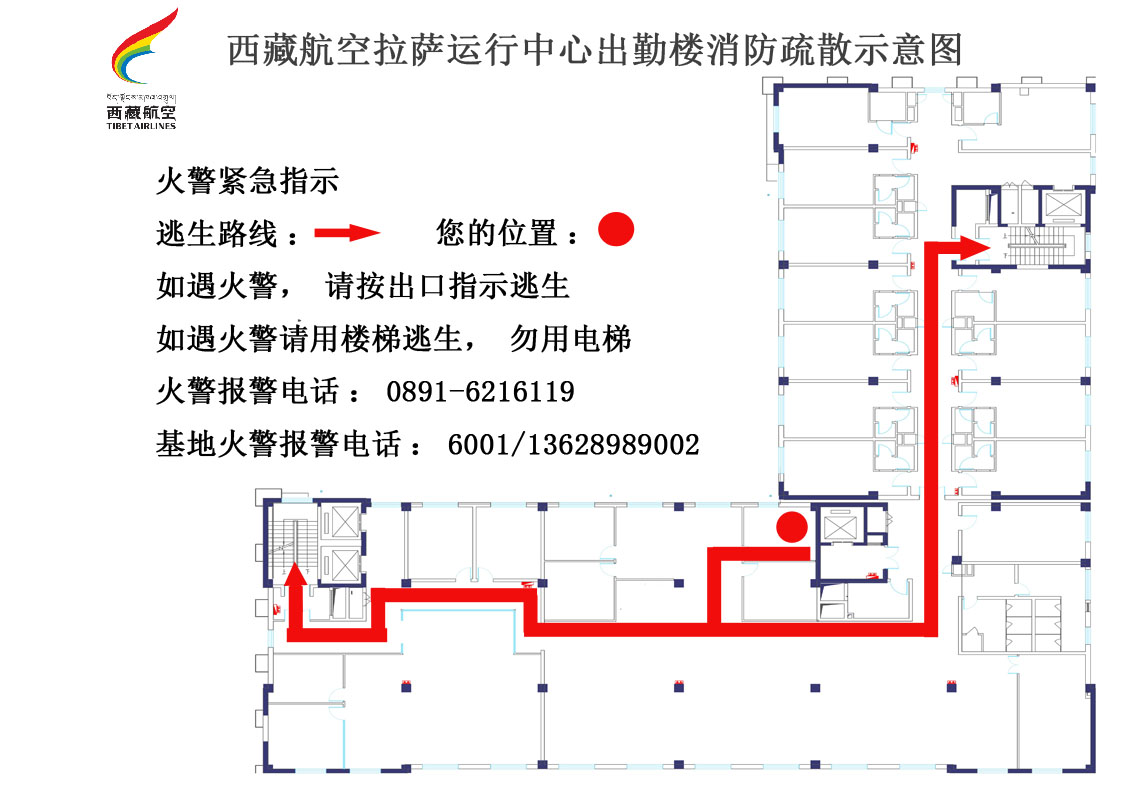 西藏航空拉萨运行中心出勤楼消防疏散示意图
西藏航空
TIBET AIRLINES
火警紧急指示
逃生路线： 您的位置：
如遇火警， 请按出口指示逃生
如遇火警请用楼梯逃生， 勿用电梯
火警报警电话： 0891-6216119
基地火警报警电话： 6001/13628989002
上
下
上
下